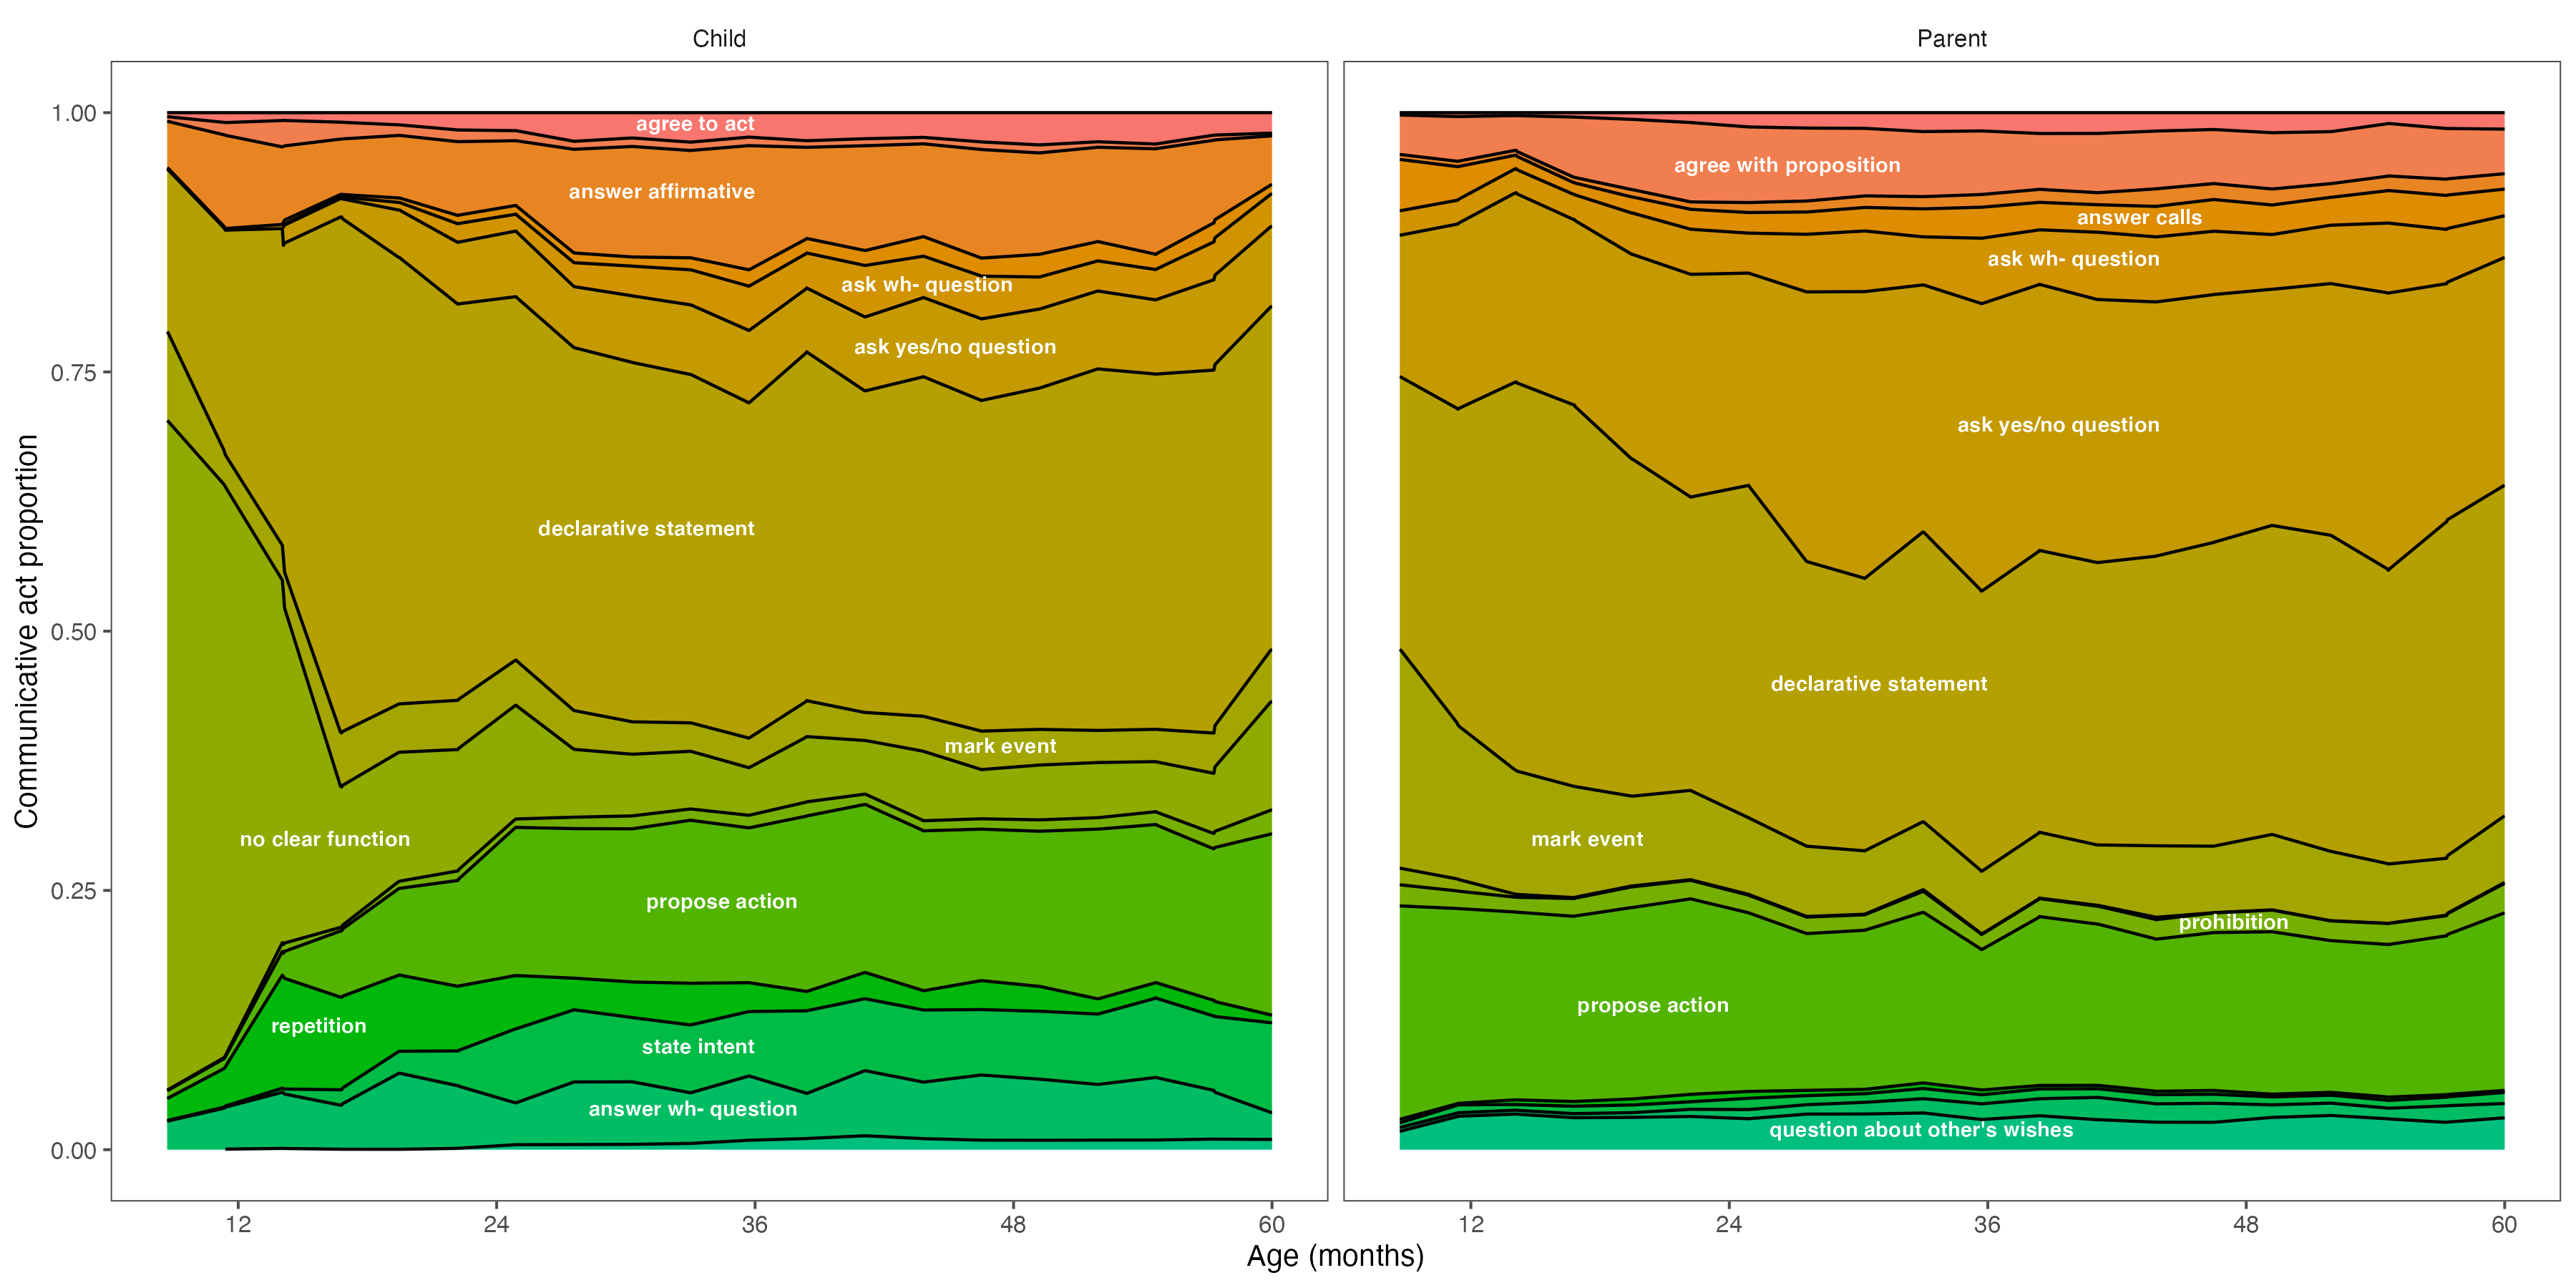 Child
Parent
Communicative act proportion
1.00
0.75
0.50
0.25
0.00
agree to act
answer affirmative
ask wh- question
ask yes/no question
declarative statement
mark event
no clear function
propose action
repetition
state intent
answer wh- question
agree with proposition
answer calls
ask wh- question
ask yes/no question
declarative statement
mark event
prohibition
propose action
question about other's wishes
12 24 36 48 60
12 24 36 48 60
Age (months)